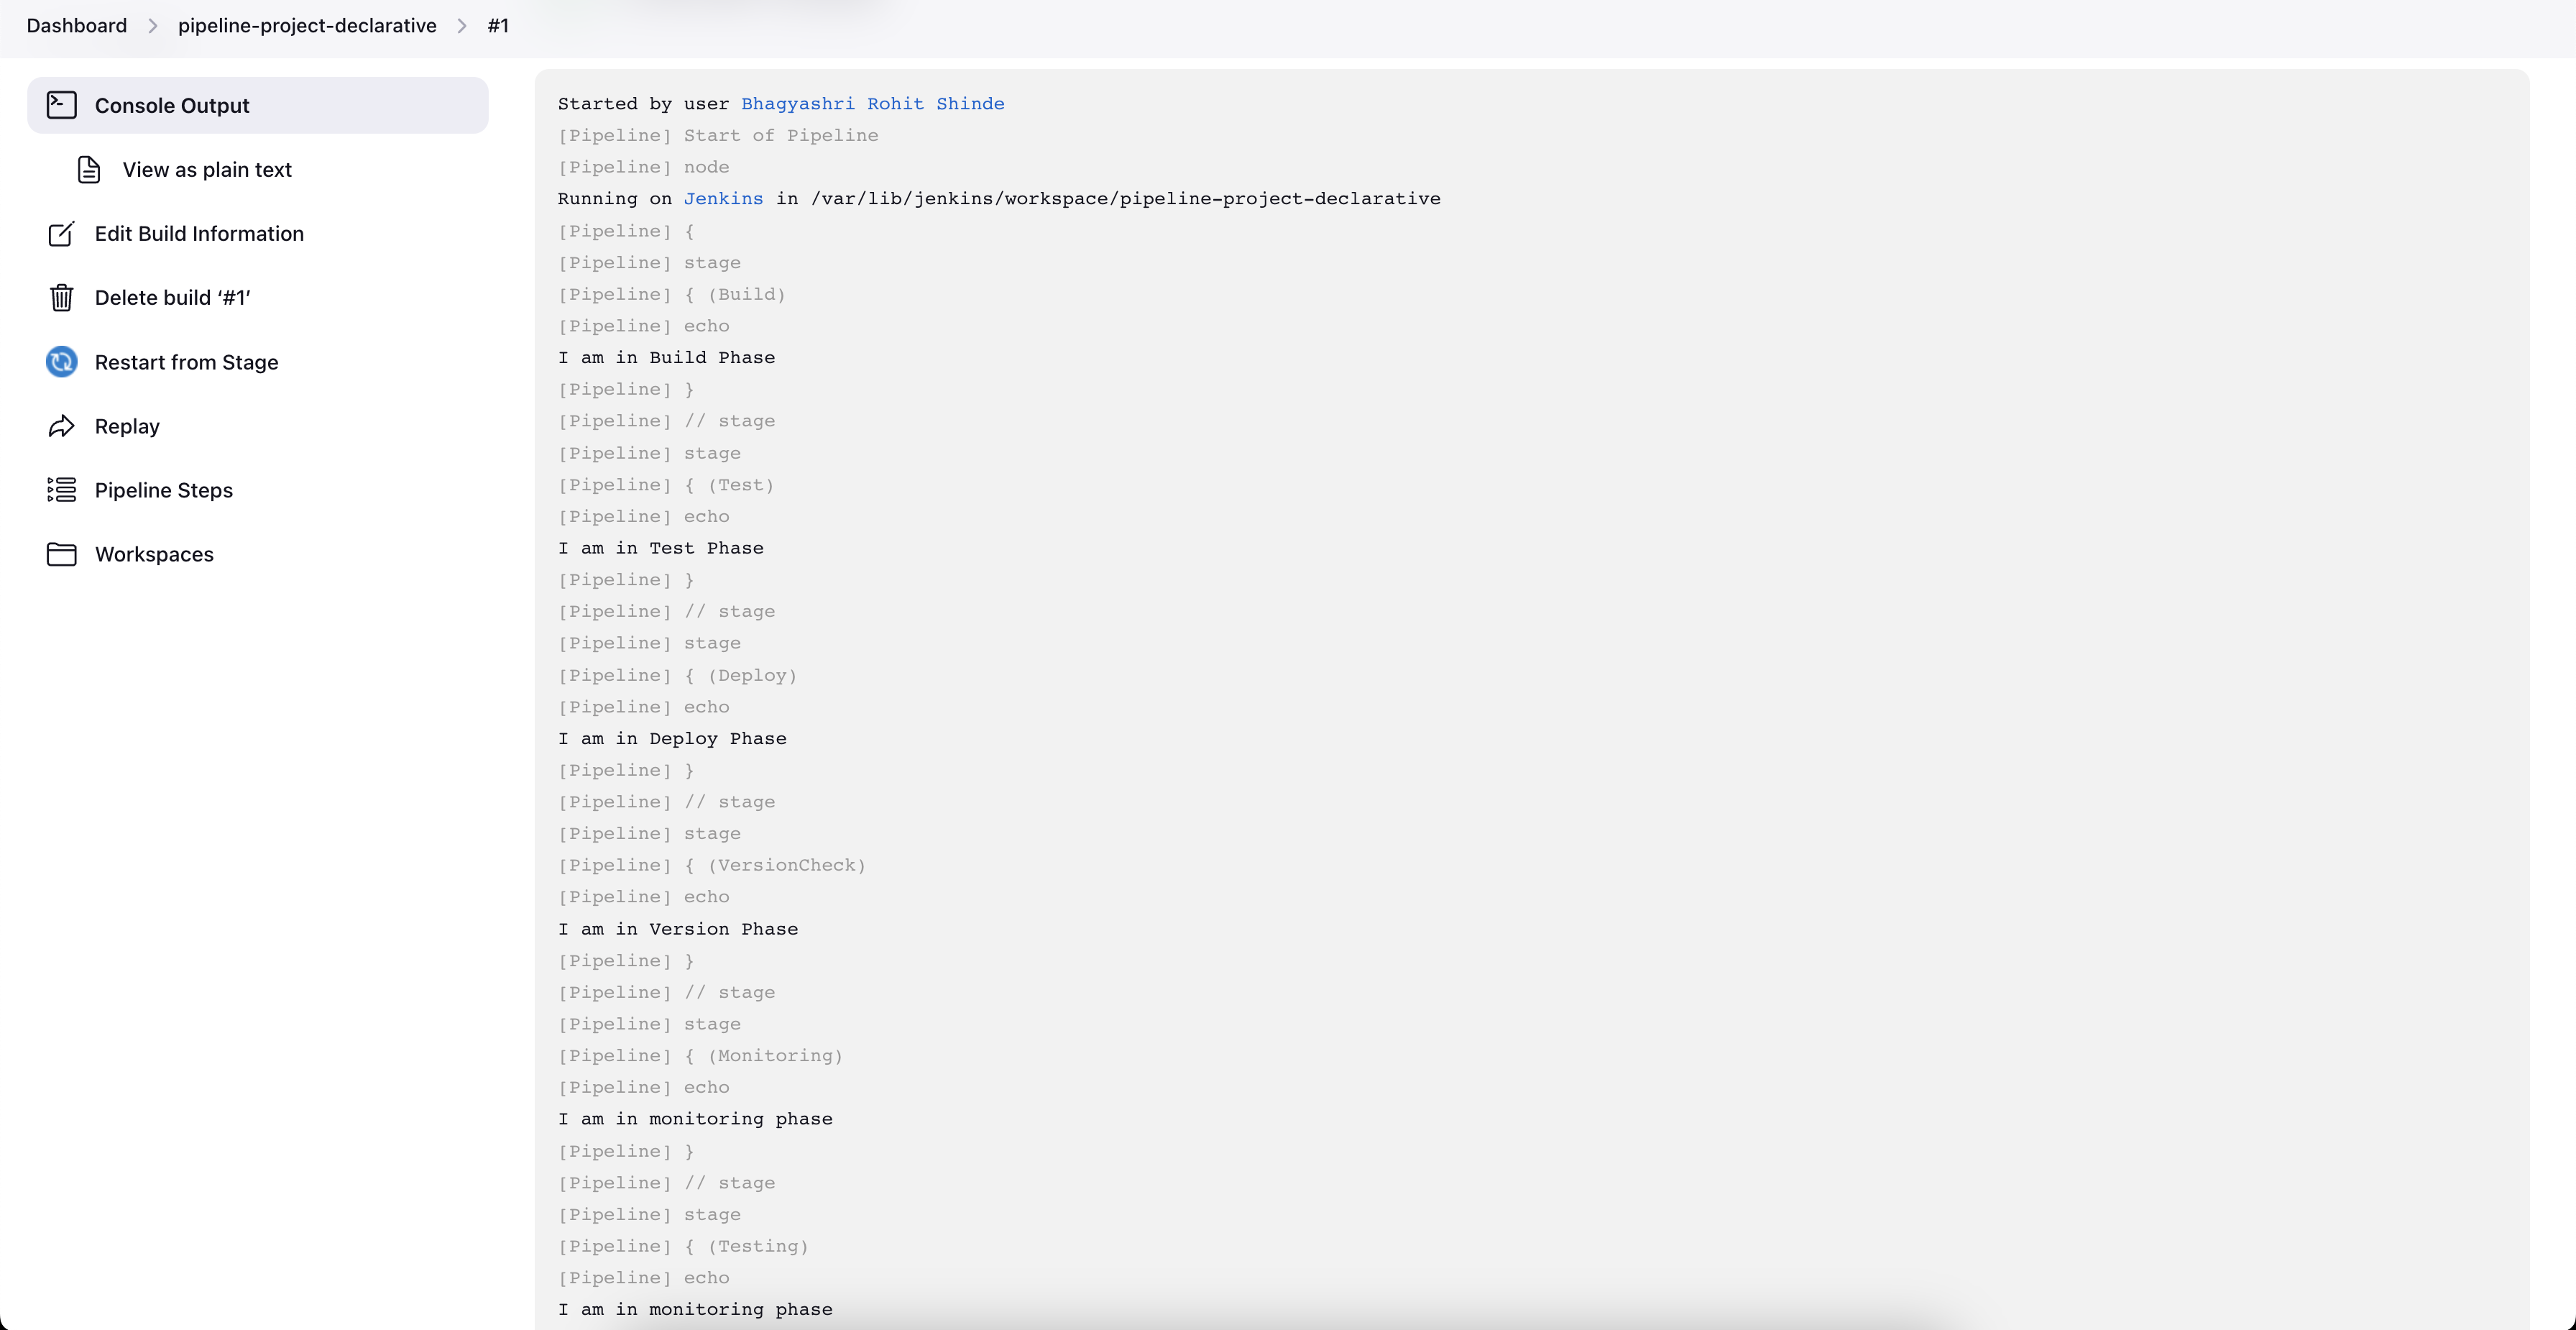 Dashboard > pipeline-project-declarative > #1
Console Output
View as plain text
Edit Build Information
Delete build ‘#1’
Restart from Stage
Replay
Pipeline Steps
Workspaces
Started by user Bhagyashri Rohit Shinde
[Pipeline] Start of Pipeline
[Pipeline] node
Running on Jenkins in /var/lib/jenkins/workspace/pipeline-project-declarative
[Pipeline] {
[Pipeline] stage
[Pipeline] { (Build)
[Pipeline] echo
I am in Build Phase
[Pipeline] }
[Pipeline] // stage
[Pipeline] stage
[Pipeline] { (Test)
[Pipeline] echo
I am in Test Phase
[Pipeline] }
[Pipeline] // stage
[Pipeline] stage
[Pipeline] { (Deploy)
[Pipeline] echo
I am in Deploy Phase
[Pipeline] }
[Pipeline] // stage
[Pipeline] stage
[Pipeline] { (VersionCheck)
[Pipeline] echo
I am in Version Phase
[Pipeline] }
[Pipeline] // stage
[Pipeline] stage
[Pipeline] { (Monitoring)
[Pipeline] echo
I am in monitoring phase
[Pipeline] }
[Pipeline] // stage
[Pipeline] stage
[Pipeline] { (Testing)
[Pipeline] echo
I am in monitoring phase